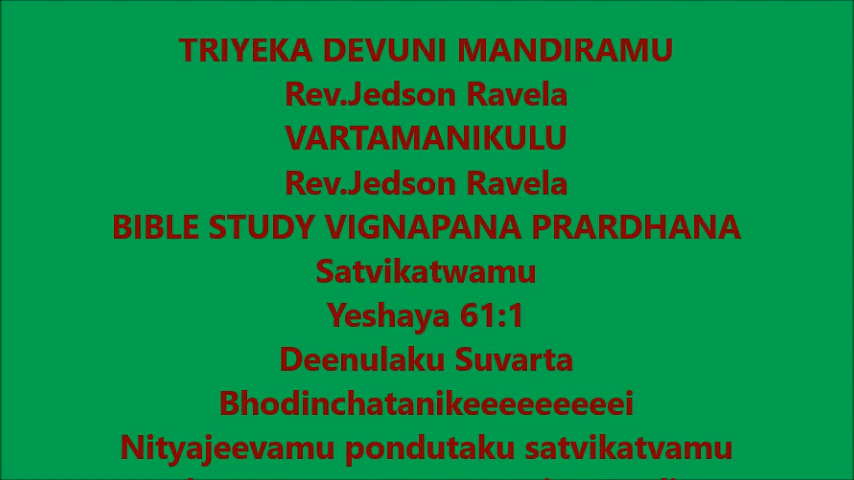 TRIYEKA DEVUNI MANDIRAMU
Rev.Jedson Ravela
VARTAMANIKULU
Rev.Jedson Ravela
BIBLE STUDY VIGNAPANA PRARDHANA
Satvikatwamu
Yeshaya 61:1
Deenulaku Suvarta
Bhodinchatanikeeeeeeeeei
Nityajeevamu pondutaku satvikatvamu